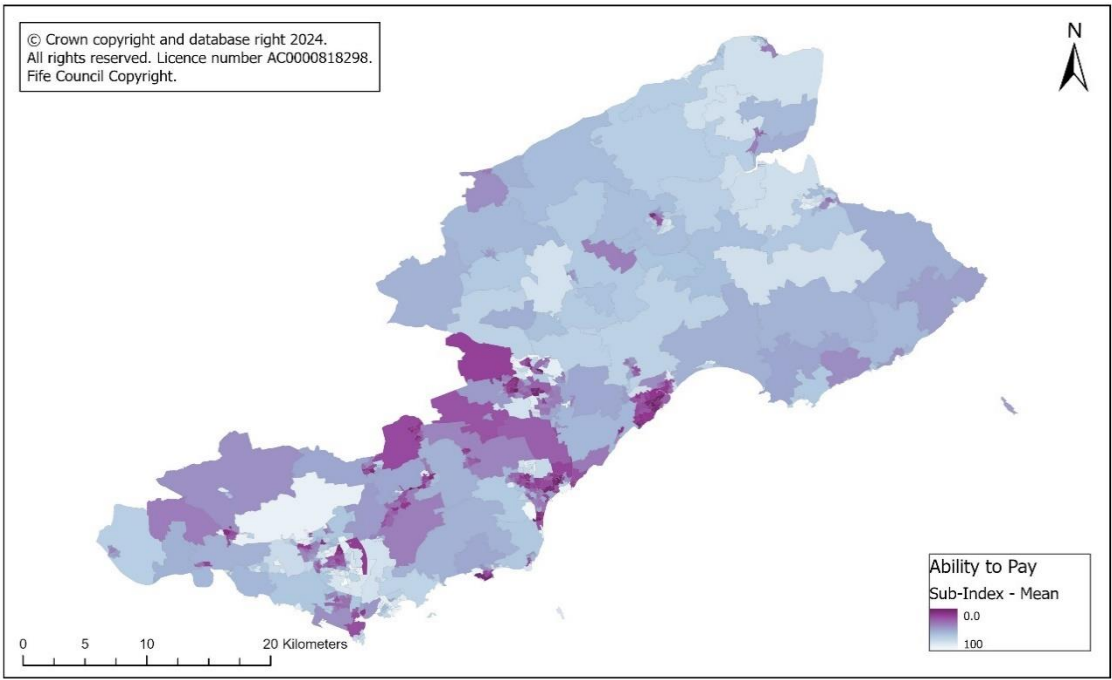 © Crown copyright and database right 2024.
All rights reserved. Licence number AC0000818298.
Fife Council Copyright.
N
Ability to Pay
Sub-Index - Mean
0.0
100
0 5 10 20 Kilometers